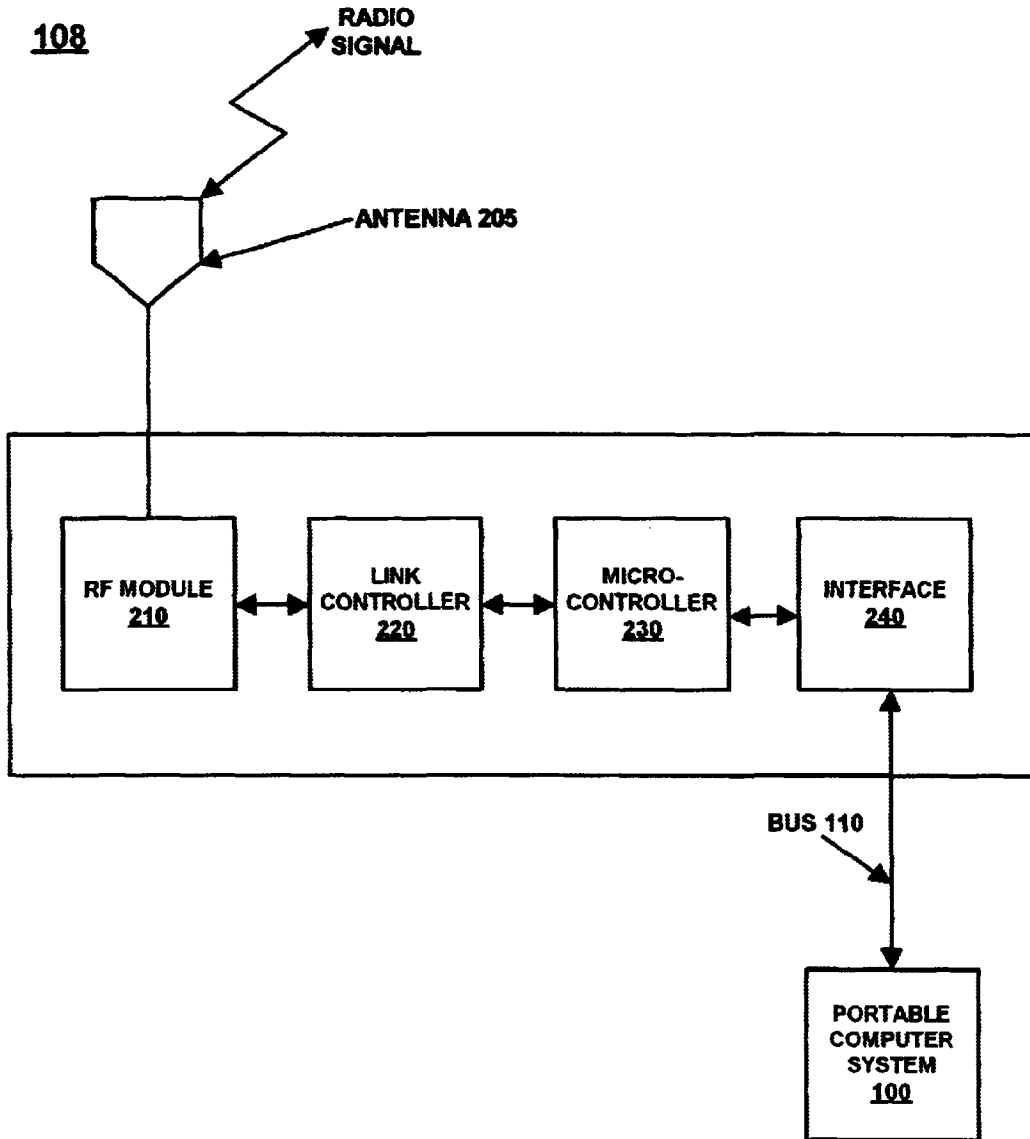 108
RADIO
SIGNAL
ANTENNA 205
RF MODULE
210
LINK
CONTROLLER
220
MICRO-
CONTROLLER
230
INTERFACE
240
BUS 110
PORTABLE
COMPUTER
SYSTEM
100